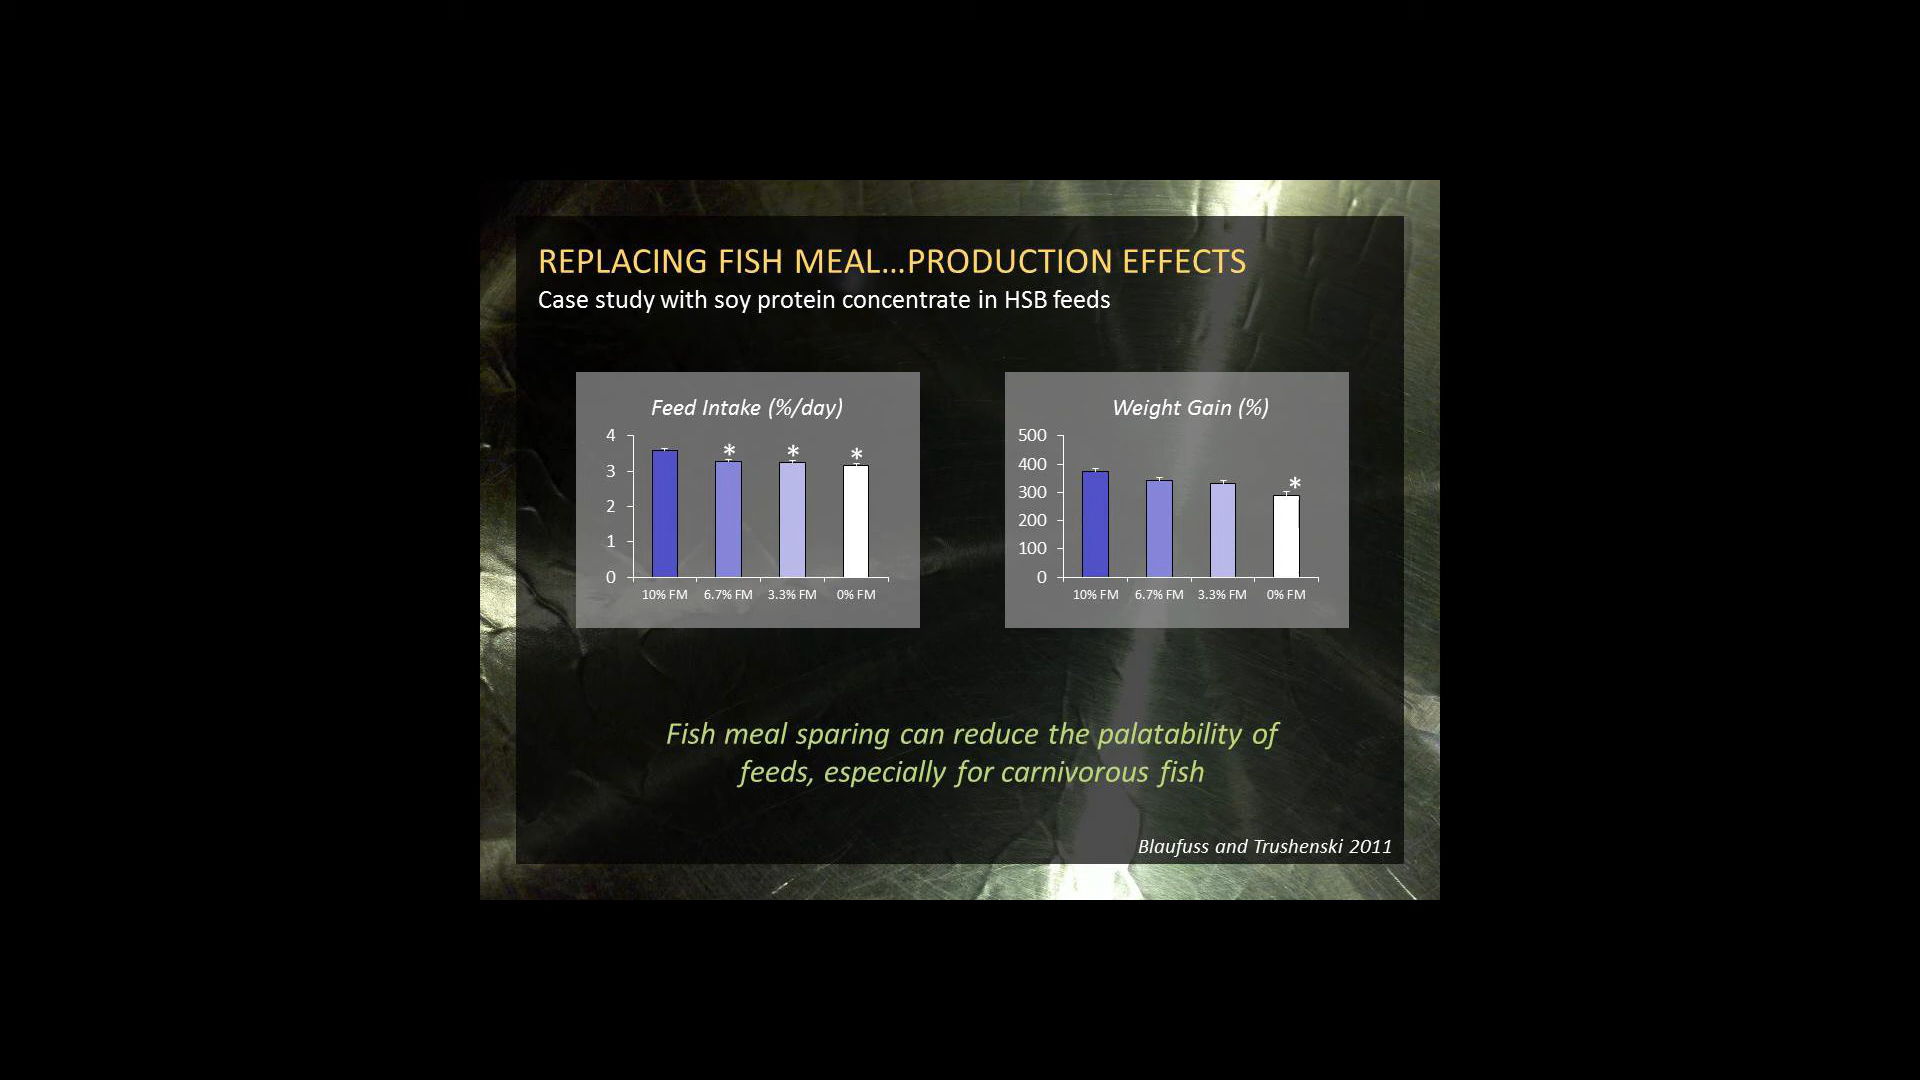 REPLACING FISH MEAL...PRODUCTION EFFECTS
Case study with soy protein concentrate in HSB feeds
Feed Intake (%/day)
4
3
2
1
0
* * *
10% FM 6.7% FM 3.3% FM 0% FM
Weight Gain (%)
500
400
300
200
100
0
*
10% FM 6.7% FM 3.3% FM 0% FM
Fish meal sparing can reduce the palatability of
feeds, especially for carnivorous fish
Blaufuss and Trushenski 2011